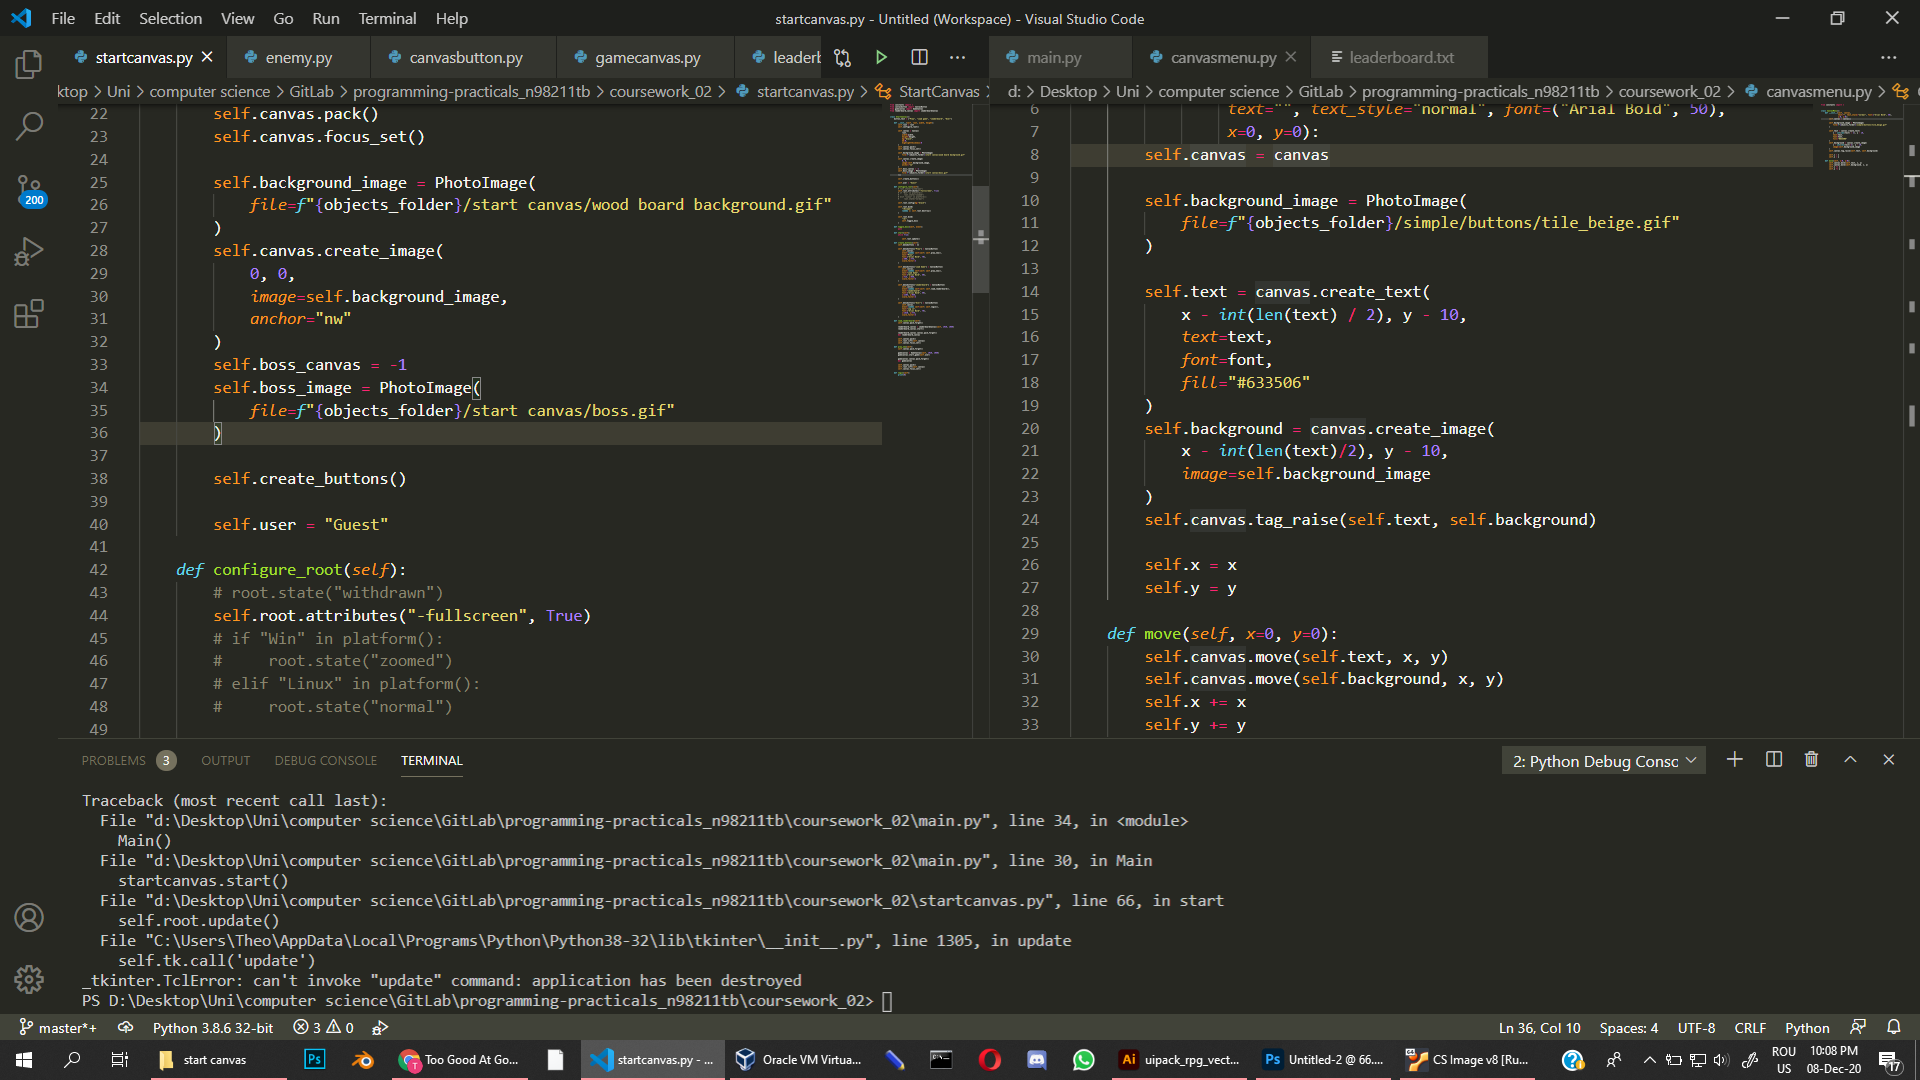 File Edit Selection View Go Run Terminal Help
startcanvas.py - Untitled (Workspace) - Visual Studio Code
startcanvas.py
enemy.py
canvasbutton.py
gamecanvas.py
leaderb
main.py
canvasmenu.py
leaderboard.txt
ktop > Uni > computer science > GitLab > programming-practicals_n98211tb > coursework_02 > startcanvas.py > StartCanvas >
d: > Desktop > Uni > computer science > GitLab > programming-practicals_n98211tb > coursework_02 > canvasmenu.py >
22 self.canvas.pack()
23 self.canvas.focus_set()
24
25 self.background_image = PhotoImage(
26 file=f"{objects_folder}/start canvas/wood board background.gif"
27 )
28 self.canvas.create_image(
29 0, 0,
30 image=self.background_image,
31 anchor="nw"
32 )
33 self.boss_canvas = -1
34 self.boss_image = PhotoImage(
35 file=f"{objects_folder}/start canvas/boss.gif"
36 )
37
38 self.create_buttons()
39
40 self.user = "Guest"
41
42 def configure_root(self):
43 # root.state("withdrawn")
44 self.root.attributes("-fullscreen", True)
45 # if "Win" in platform():
46 #     root.state("zoomed")
47 # elif "Linux" in platform():
48 #     root.state("normal")
49
6 text="", text_style="normal", font=("Arial Bold", 50),
7 x=0, y=0):
8 self.canvas = canvas
9
10 self.background_image = PhotoImage(
11 file=f"{objects_folder}/simple/buttons/tile_beige.gif"
12 )
13
14 self.text = canvas.create_text(
15 x - int(len(text) / 2), y - 10,
16 text=text,
17 font=font,
18 fill="#633506"
19 )
20 self.background = canvas.create_image(
21 x - int(len(text)/2), y - 10,
22 image=self.background_image
23 )
24 self.canvas.tag_raise(self.text, self.background)
25
26 self.x = x
27 self.y = y
28
29 def move(self, x=0, y=0):
30 self.canvas.move(self.text, x, y)
31 self.canvas.move(self.background, x, y)
32 self.x += x
33 self.y += y
200
PROBLEMS 3 OUTPUT DEBUG CONSOLE TERMINAL
2: Python Debug Consc
Traceback (most recent call last):
File "d:\Desktop\Uni\computer science\GitLab\programming-practicals_n98211tb\coursework_02\main.py", line 34, in <module>
Main()
File "d:\Desktop\Uni\computer science\GitLab\programming-practicals_n98211tb\coursework_02\main.py", line 30, in Main
startcanvas.start()
File "d:\Desktop\Uni\computer science\GitLab\programming-practicals_n98211tb\coursework_02\startcanvas.py", line 66, in start
self.root.update()
File "C:\Users\Theo\AppData\Local\Programs\Python\Python38-32\lib\tkinter\__init__.py", line 1305, in update
self.tk.call('update')
_tkinter.TclError: can't invoke "update" command: application has been destroyed
PS D:\Desktop\Uni\computer science\GitLab\programming-practicals_n98211tb\coursework_02>
master*+ Python 3.8.6 32-bit 3 0
Ln 36, Col 10 Spaces: 4 UTF-8 CRLF Python
start canvas
Ps
Too Good At Go...
startcanvas.py - ...
Oracle VM Virtua...
Ai uipack_rpg_vect...
Ps Untitled-2 @ 66....
CS Image v8 [Ru...
ROU
US
10:08 PM
08-Dec-20
17